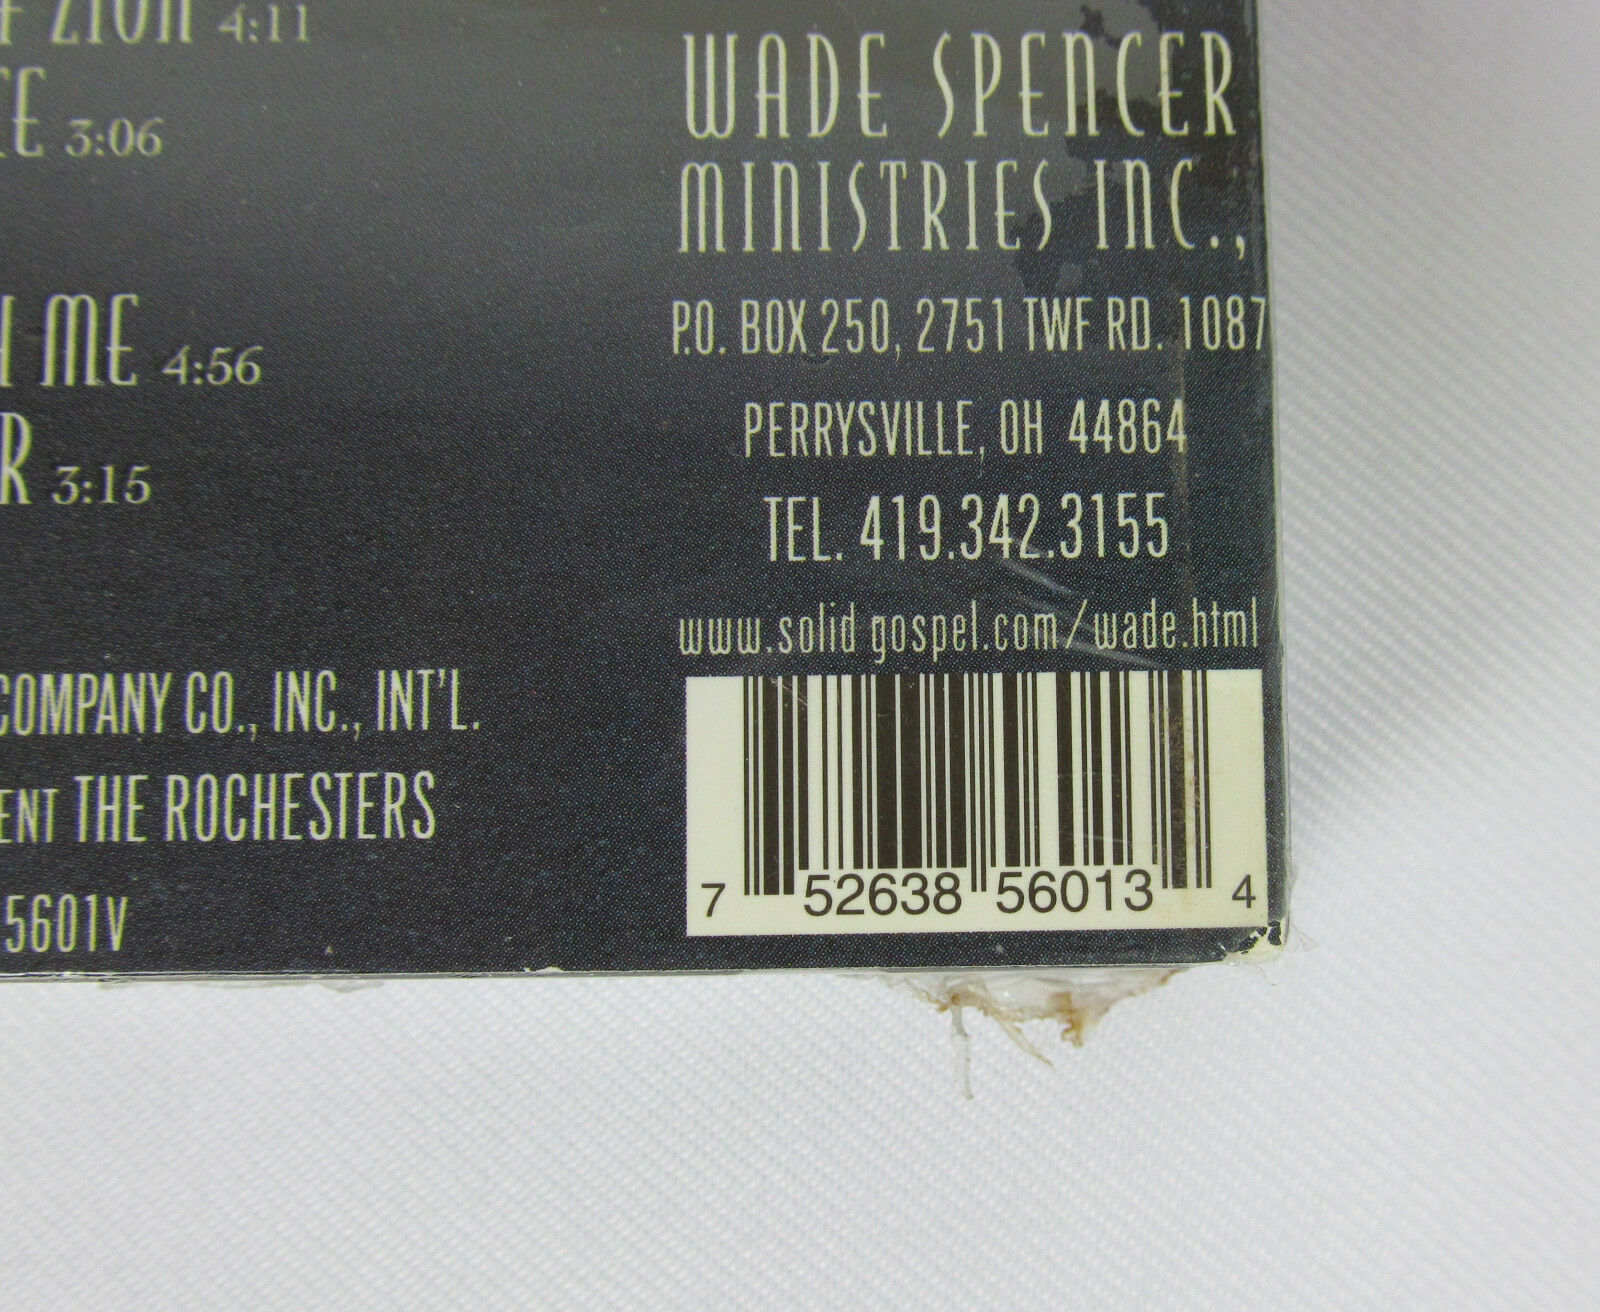 ZION 4:11
3:06
ME 4:56
3:15
COMPANY CO., INC., INT'L.
THE ROCHESTERS
5601V
WADE SPENCER
MINISTRIES INC.,
P.O. BOX 250, 2751 TWF RD. 1087
PERRYSVILLE, OH 44864
TEL. 419.342.3155
www.solid gospel.com/wade.html
7 52638 56013 4